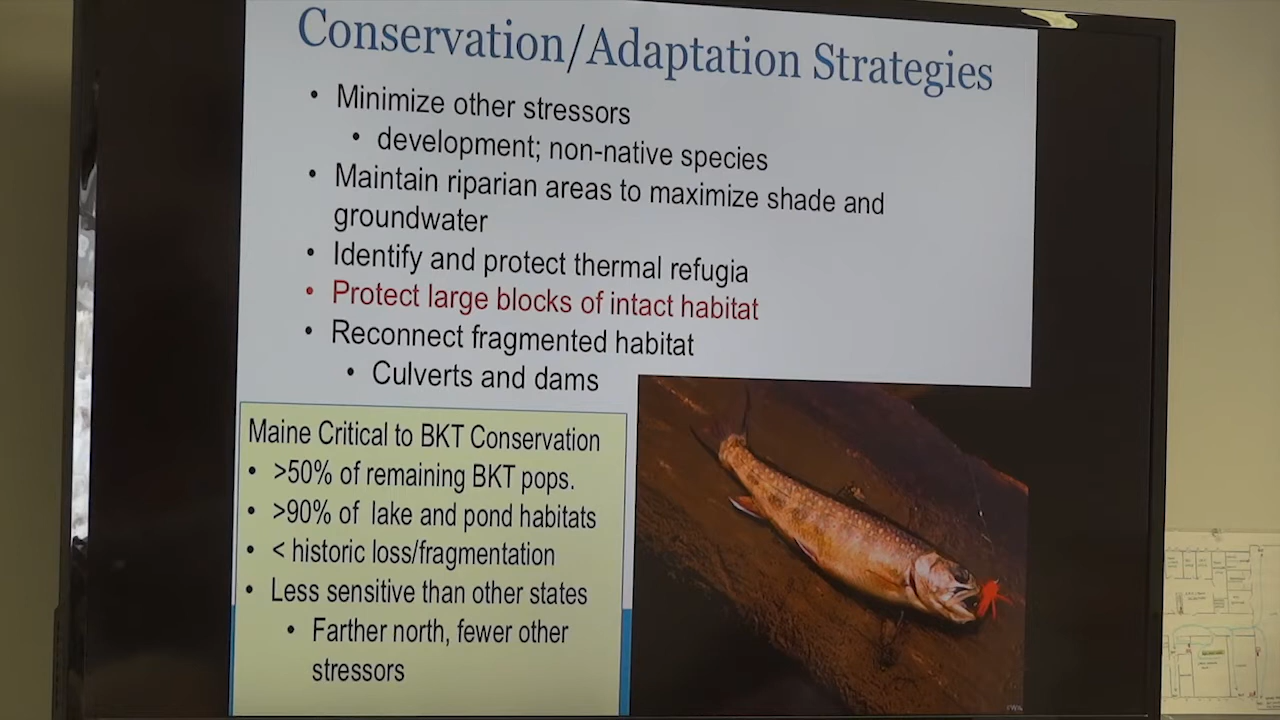 Conservation/Adaptation Strategies
• Minimize other stressors
• development; non-native species
• Maintain riparian areas to maximize shade and
groundwater
• Identify and protect thermal refugia
• Protect large blocks of intact habitat
• Reconnect fragmented habitat
• Culverts and dams
Maine Critical to BKT Conservation
• >50% of remaining BKT pops.
• >90% of lake and pond habitats
• < historic loss/fragmentation
• Less sensitive than other states
• Farther north, fewer other
stressors